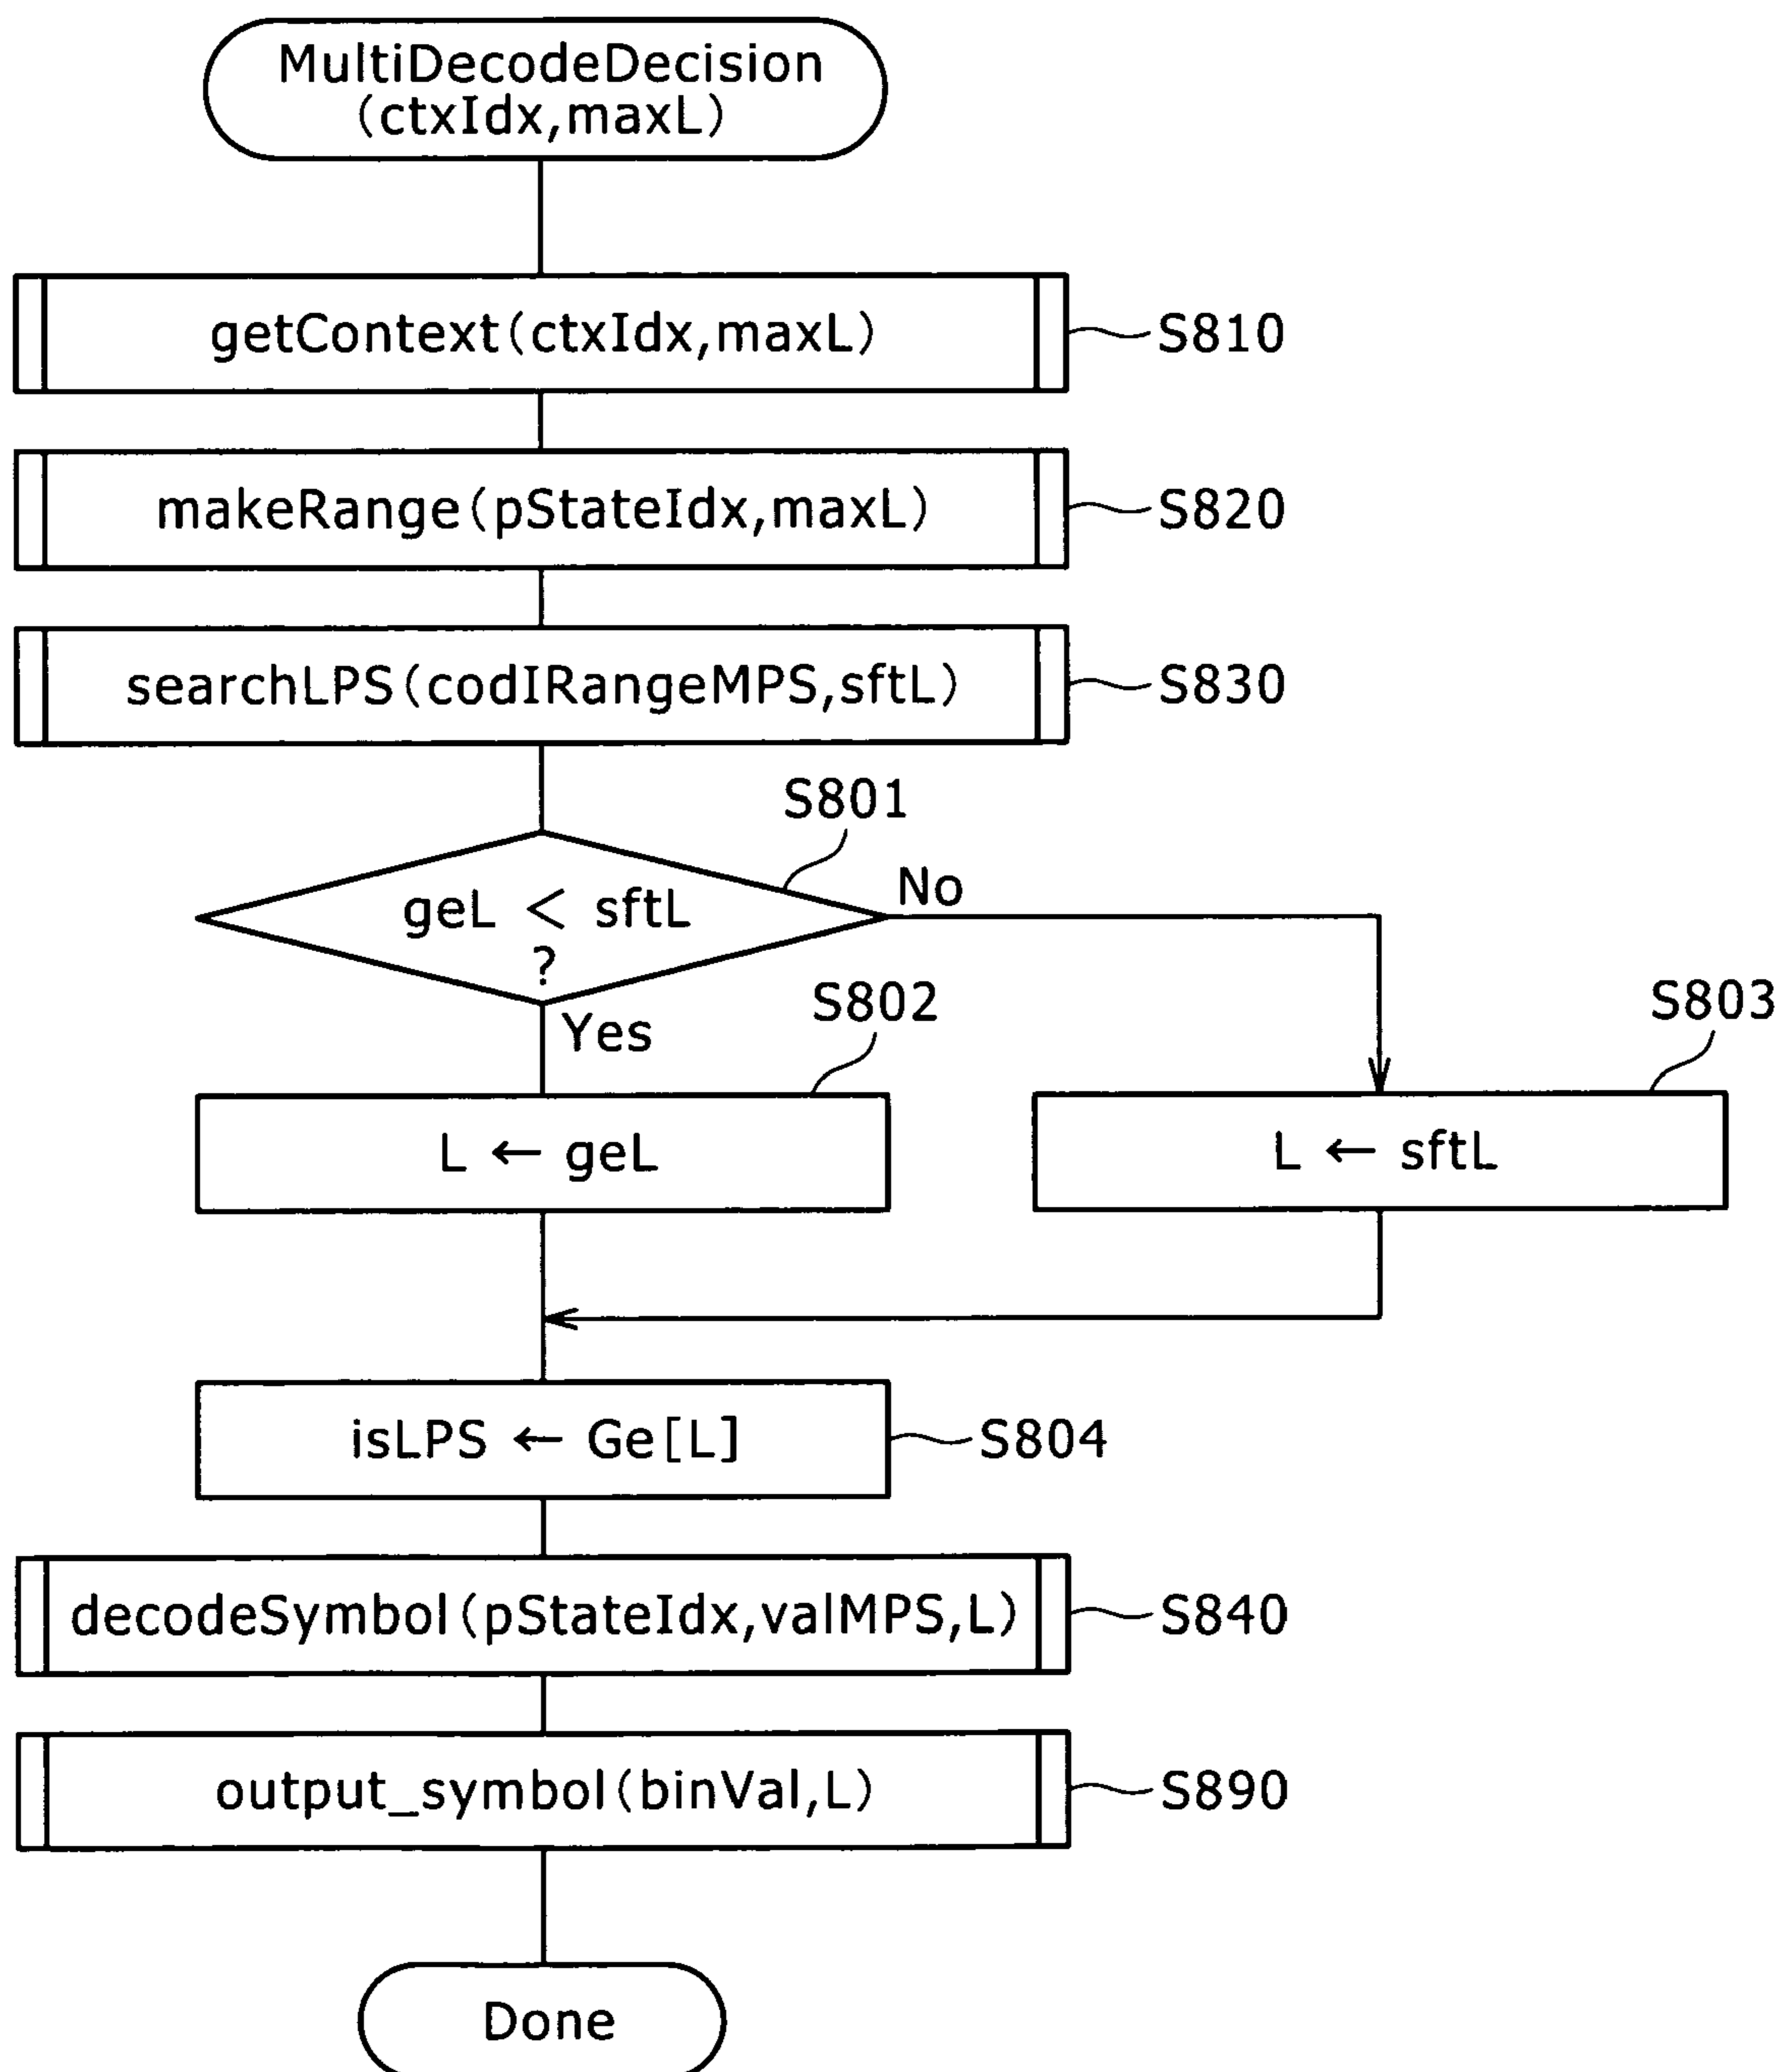 MultiDecodeDecision
(ctxIdx,maxL)
getContext(ctxIdx,maxL)
S810
makeRange(pStateIdx,maxL)
S820
searchLPS(codIRangeMPS,sftL)
S830
S801
geL < sftL
?
No
Yes
S802
S803
L ← geL
L ← sftL
isLPS ← Ge[L]
S804
decodeSymbol(pStateIdx,valMPS,L)
S840
output_symbol(binVal,L)
S890
Done